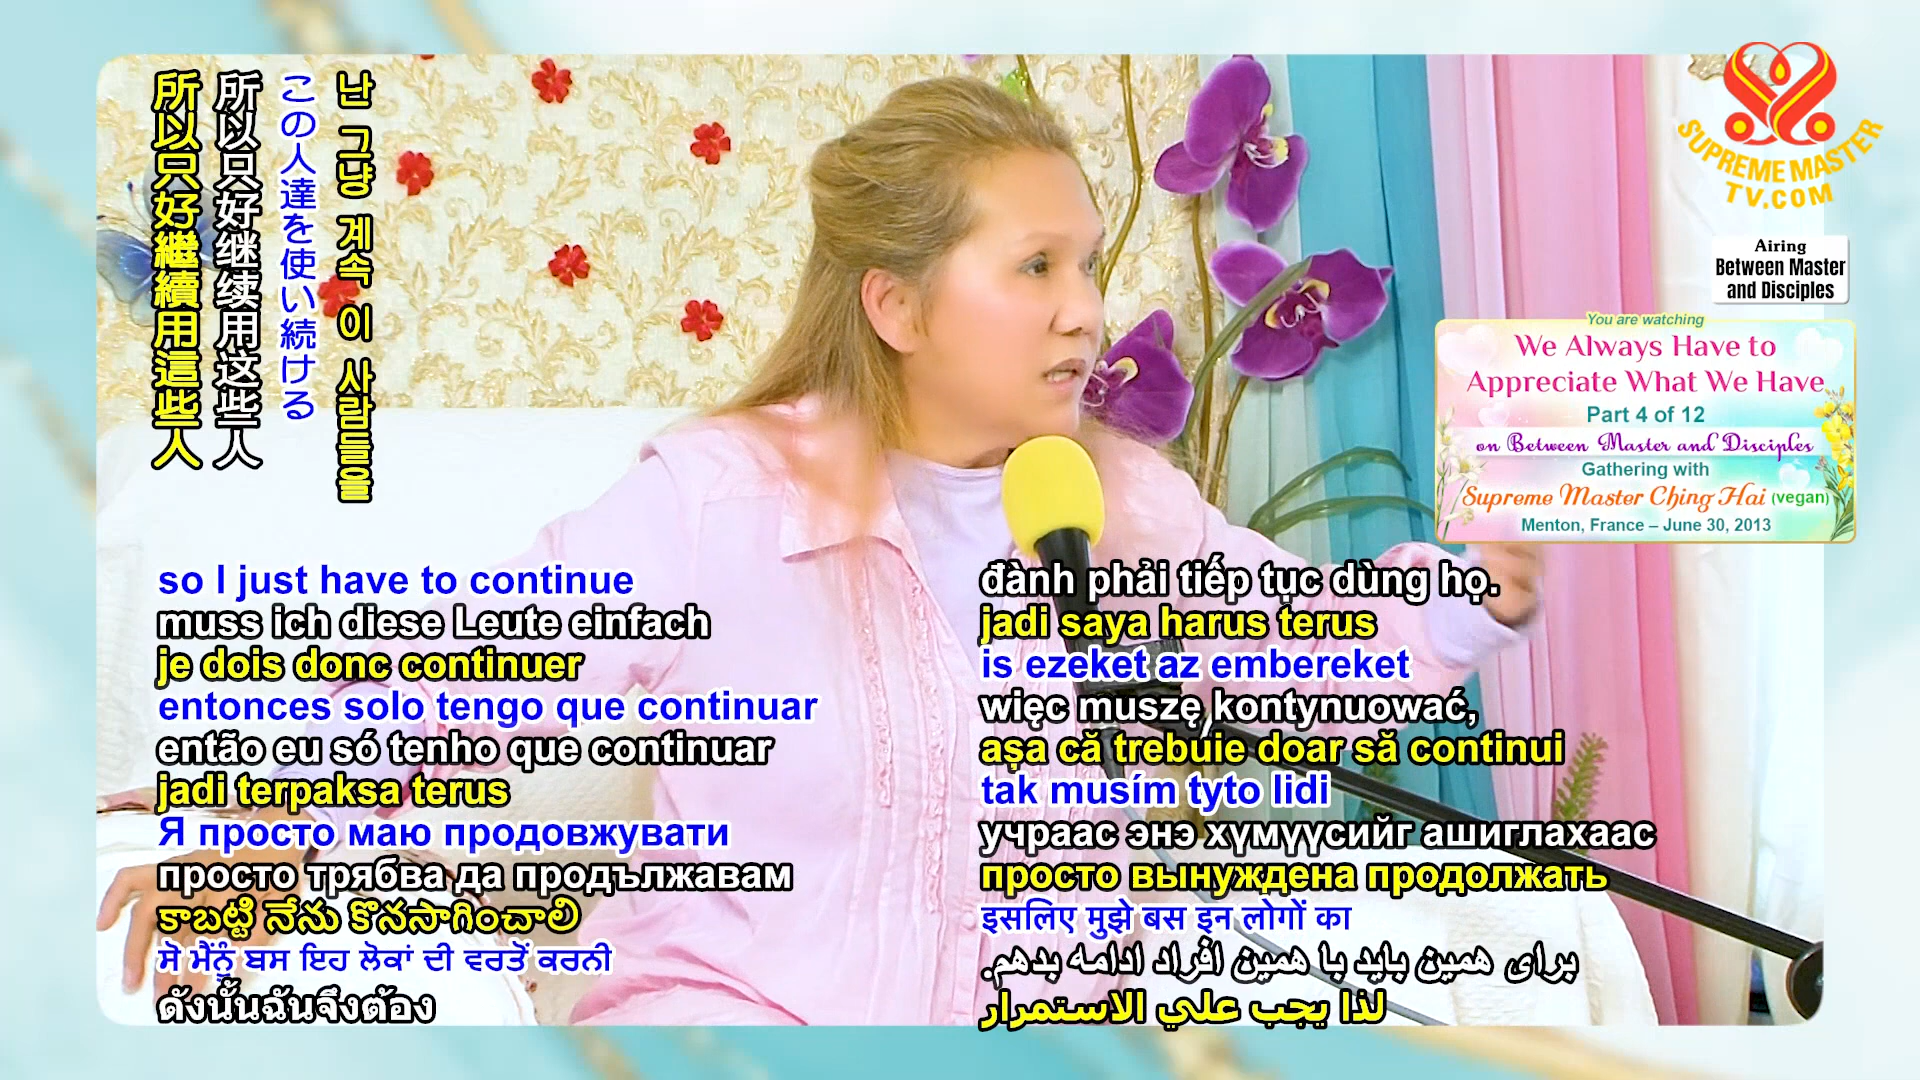 所以只好繼續用這些人
所以只好继续用这些人
この人達を使い続ける
난 그냥 계속 이 사람들을
SUPREME MASTER
TV.COM
Airing
Between Master
and Disciples
You are watching
We Always Have to
Appreciate What We Have
Part 4 of 12
on Between Master and Disciples
Gathering with
Supreme Master Ching Hai (vegan)
Menton, France – June 30, 2013
so I just have to continue
muss ich diese Leute einfach
je dois donc continuer
entonces solo tengo que continuar
então eu só tenho que continuar
jadi terpaksa terus
Я просто маю продовжувати
просто трябва да продължавам
కాబట్టి నేను కొనసాగించాలి
ਸੋ ਮੈਨੂੰ ਬਸ ਇਹ ਲੋਕਾਂ ਦੀ ਵਰਤੋਂ ਕਰਨੀ
ดังนั้นฉันจึงต้อง
đành phải tiếp tục dùng họ.
jadi saya harus terus
is ezeket az embereket
więc muszę kontynuować,
așa că trebuie doar să continui
tak musím tyto lidi
учраас энэ хүмүүсийг ашиглахаас
просто вынуждена продолжать
इसलिए मुझे बस इन लोगों का
برای همین باید با همین افراد ادامه بدهم.
لذا يجب علي الاستمرار